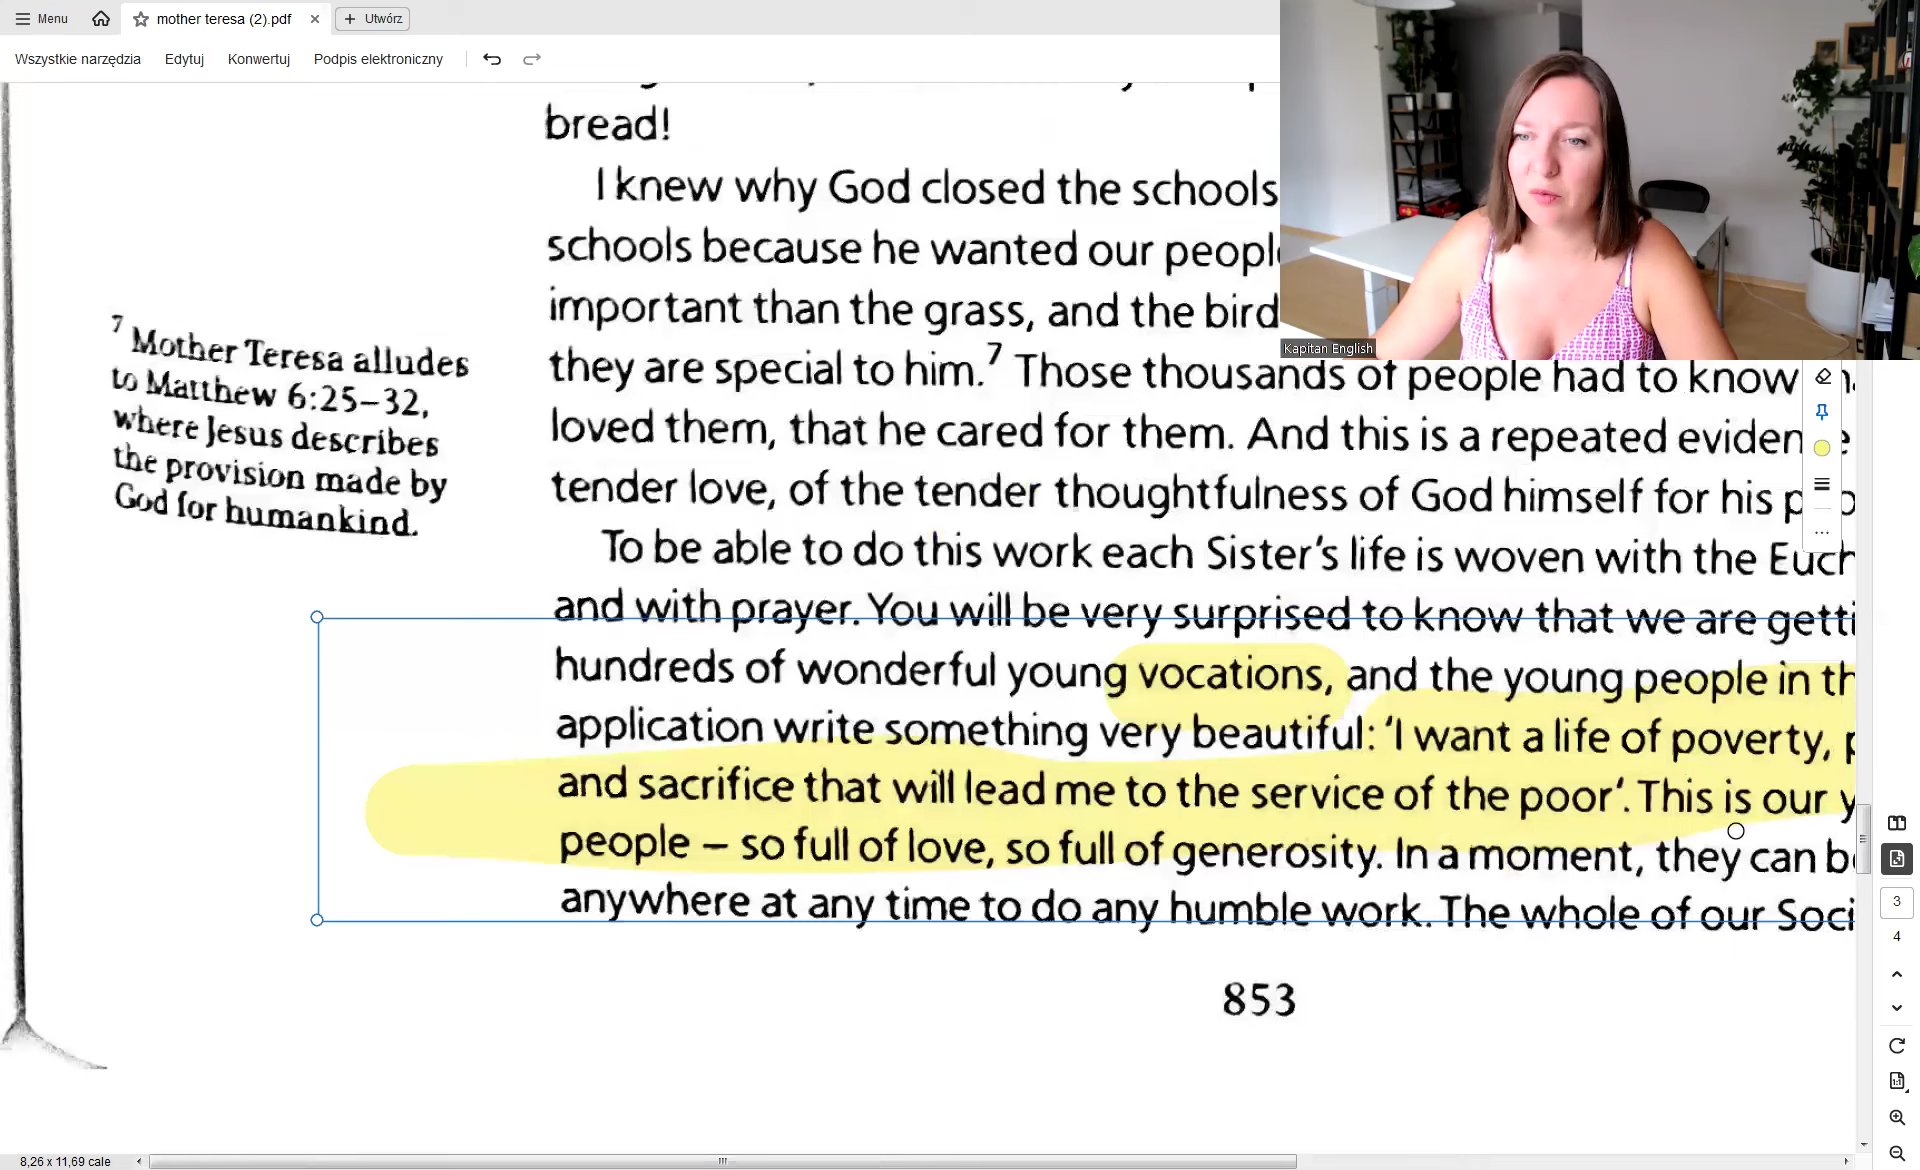 Menu
mother teresa (2).pdf
Utwórz
Wszystkie narzędzia Edytuj Konwertuj Podpis elektroniczny
bread!
I knew why God closed the schools
schools because he wanted our
important than the grass, and the
they are special to him.⁷ Those thousands of people had to know
loved them, that he cared for them. And this is a repeated
tender love, of the tender thoughtfulness of God himself for his
To be able to do this work each Sister's life is woven with the
and with prayer. You will be very surprised to know that we are
hundreds of wonderful young vocations, and the young people in
application write something very beautiful: 'I want a life of poverty,
and sacrifice that will lead me to the service of the poor'. This is our
people – so full of love, so full of generosity. In a moment, they can
anywhere at any time to do any humble work. The whole of our
853
⁷ Mother Teresa alludes
to Matthew 6:25–32,
where Jesus describes
the provision made by
God for humankind.
Kapitan English
3
4
8,26 x 11,69 cale